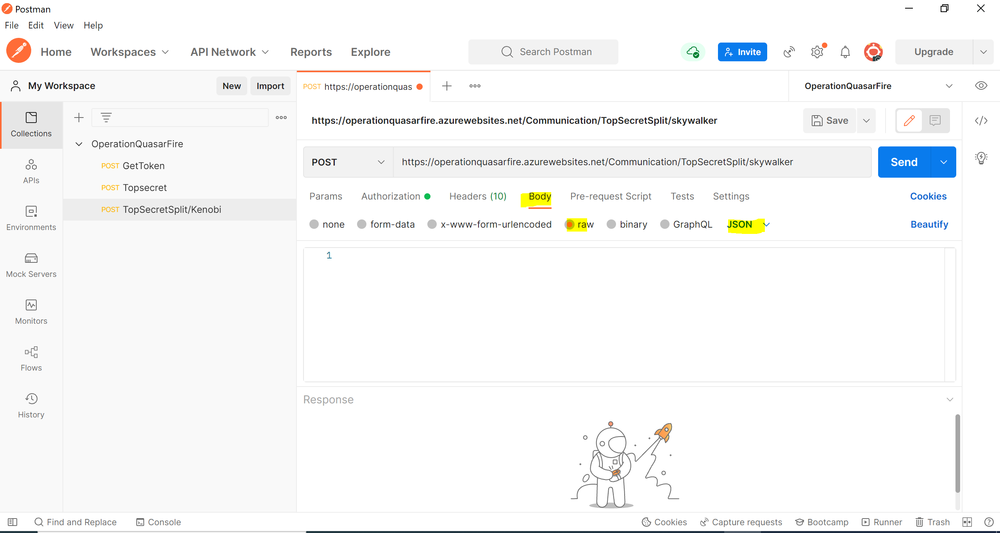 Postman
File Edit View Help
Home Workspaces API Network Reports Explore Search Postman Invite Upgrade
My Workspace New Import POST https://operationquas OperationQuasarFire
https://operationquasarfire.azurewebsites.net/Communication/TopSecretSplit/skywalker Save
Collections
OperationQuasarFire
POST https://operationquasarfire.azurewebsites.net/Communication/TopSecretSplit/skywalker Send
POST GetToken
APIs
POST Topsecret
Params Authorization Headers (10) Body Pre-request Script Tests Settings Cookies
POST TopSecretSplit/Kenobi
Environments
none form-data x-www-form-urlencoded raw binary GraphQL JSON Beautify
1
Mock Servers
Monitors
Flows
History
Response
Find and Replace Console Cookies Capture requests Bootcamp Runner Trash